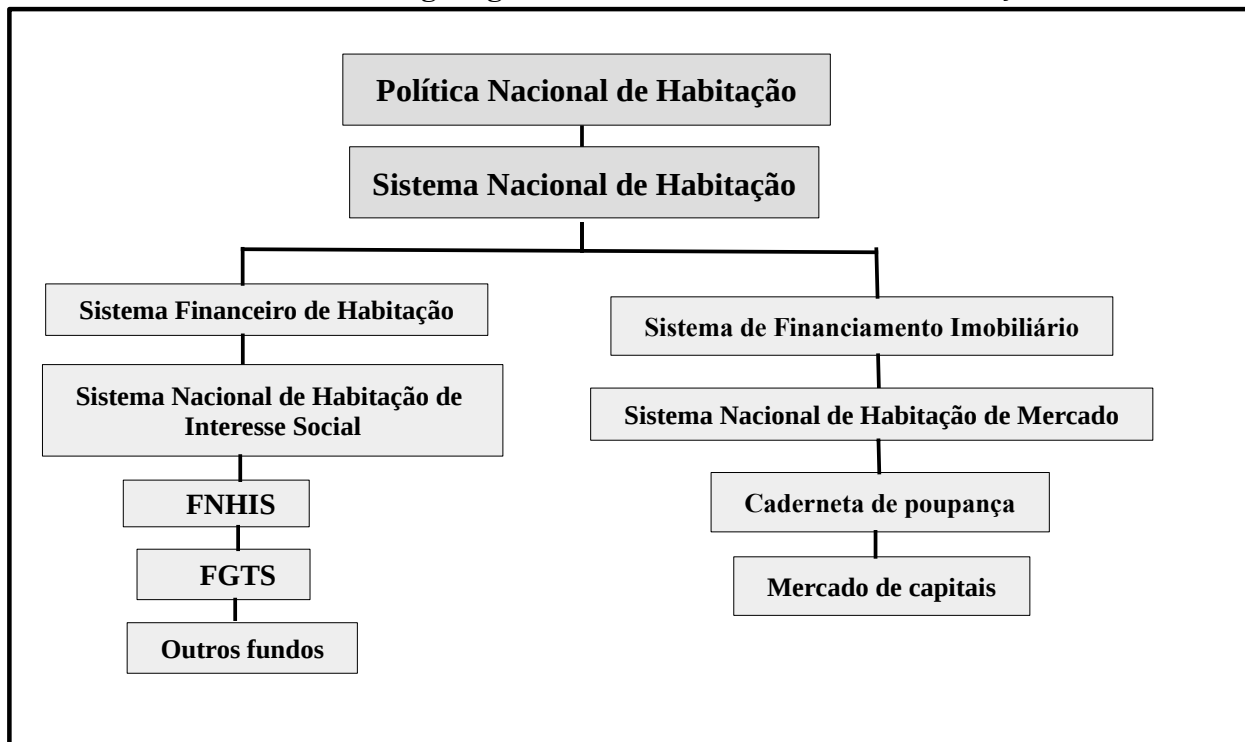 Política Nacional de Habitação
Sistema Nacional de Habitação
Sistema Financeiro de Habitação
Sistema Nacional de Habitação de
Interesse Social
FNHIS
FGTS
Outros fundos
Sistema de Financiamento Imobiliário
Sistema Nacional de Habitação de Mercado
Caderneta de poupança
Mercado de capitais